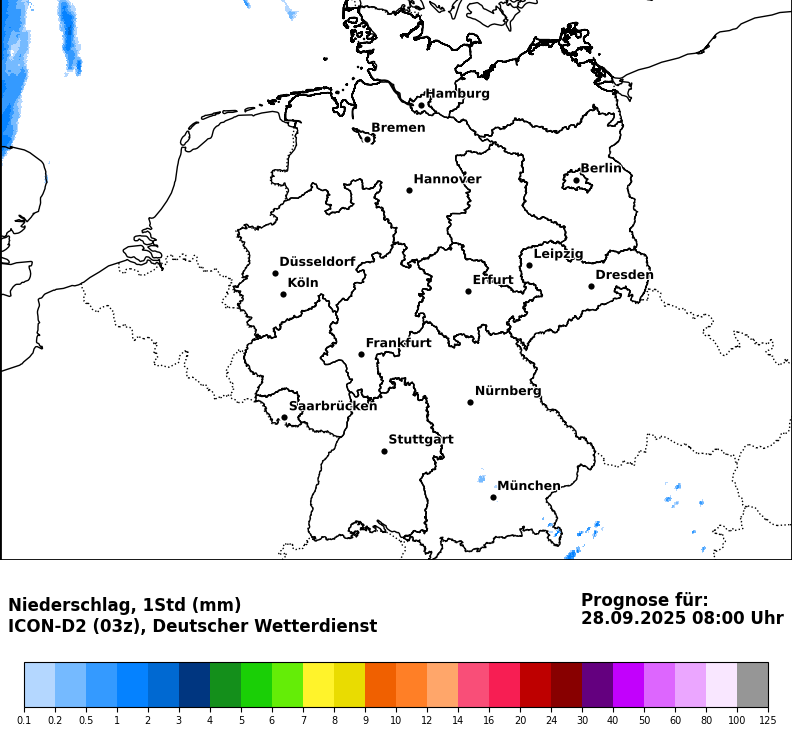 Hamburg
Bremen
Berlin
Hannover
Leipzig
Düsseldorf
Dresden
Köln
Erfurt
Frankfurt
Nürnberg
Saarbrücken
Stuttgart
München
Niederschlag, 1Std (mm)
ICON-D2 (03z), Deutscher Wetterdienst
Prognose für:
28.09.2025 08:00 Uhr
0.1 0.2 0.5 1 2 3 4 5 6 7 8 9 10 12 14 16 20 24 30 40 50 60 80 100 125